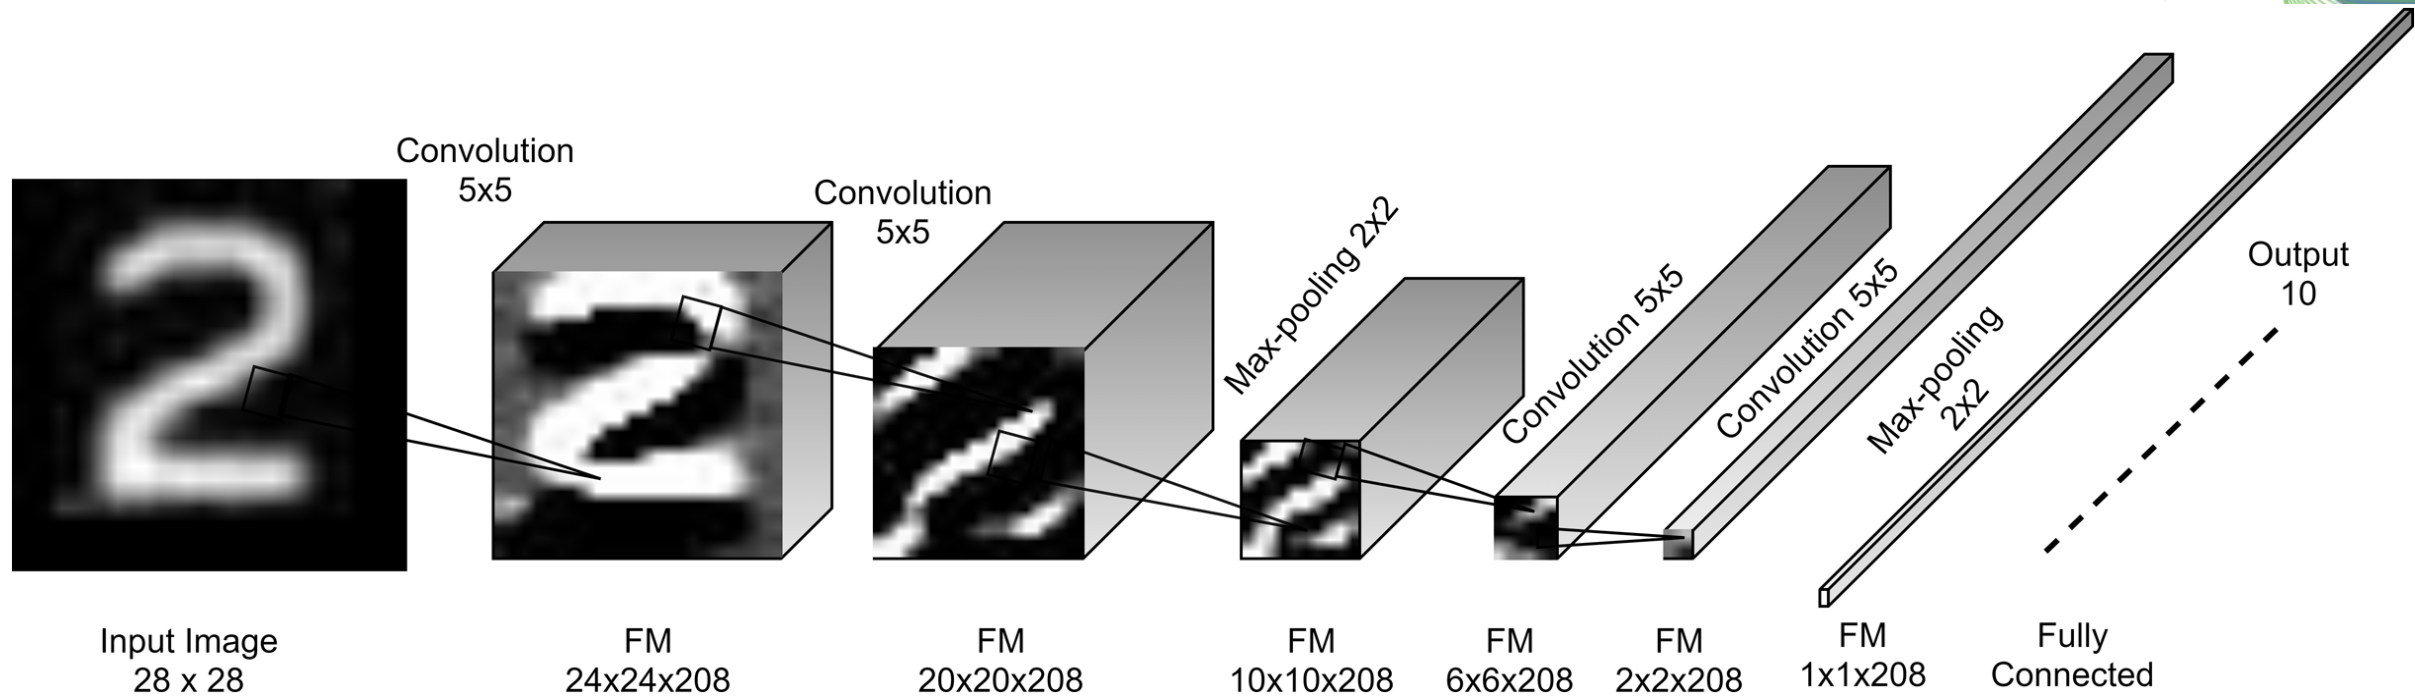 Convolution
5x5
Convolution
5x5
Max-pooling 2x2
Convolution 5x5
Convolution 5x5
Max-pooling
2x2
Output
10
Input Image
28 x 28
FM
24x24x208
FM
20x20x208
FM
10x10x208
FM
6x6x208
FM
2x2x208
FM
1x1x208
Fully
Connected